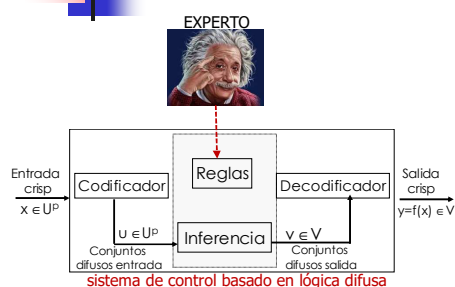 EXPERTO
Reglas
Entrada
crisp
x ∈ Uᵖ
Codificador
Decodificador
Salida
crisp
y=f(x) ∈ V
υ ∈ Uᵖ
Inferencia
ν ∈ V
Conjuntos
difusos entrada
Conjuntos
difusos salida
sistema de control basado en lógica difusa